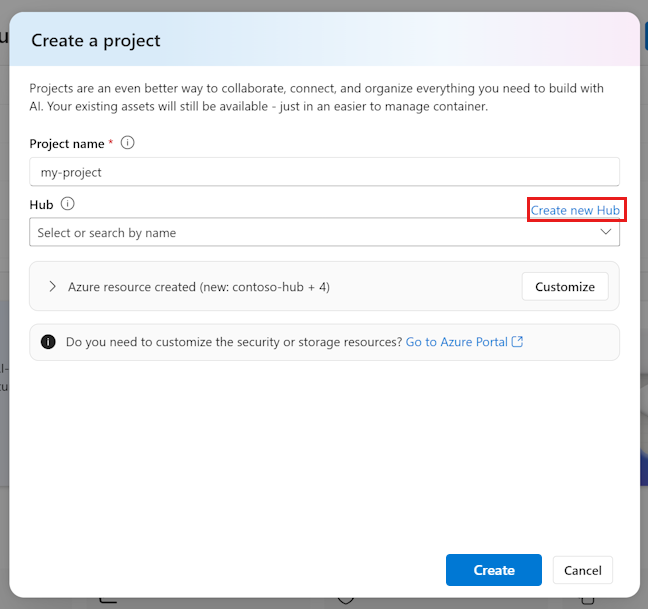 Create a project
Projects are an even better way to collaborate, connect, and organize everything you need to build with
AI. Your existing assets will still be available - just in an easier to manage container.
Project name *
my-project
Hub
Create new Hub
Select or search by name
Azure resource created (new: contoso-hub + 4)
Customize
Do you need to customize the security or storage resources? Go to Azure Portal
Create
Cancel